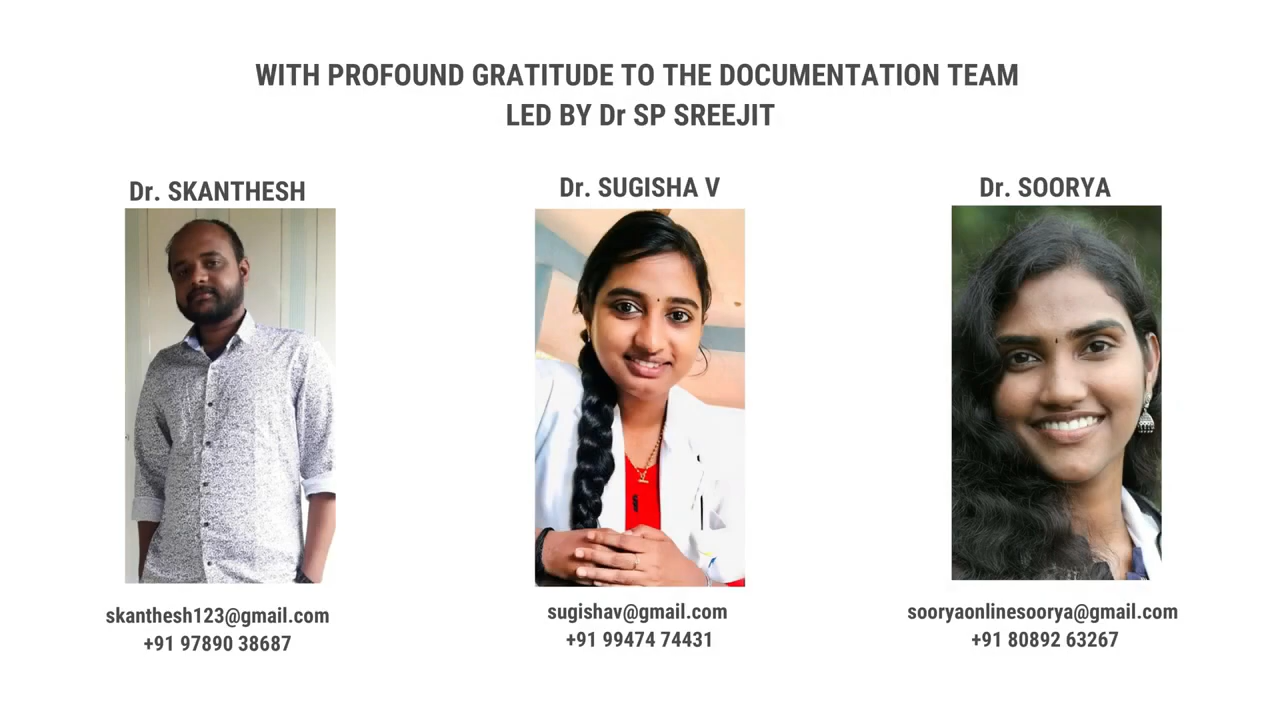 WITH PROFOUND GRATITUDE TO THE DOCUMENTATION TEAM
LED BY Dr SP SREEJIT
Dr. SKANTHESH
Dr. SUGISHA V
Dr. SOORYA
skanthesh123@gmail.com
+91 97890 38687
sugishav@gmail.com
+91 99474 74431
sooryaonlinesoorya@gmail.com
+91 80892 63267